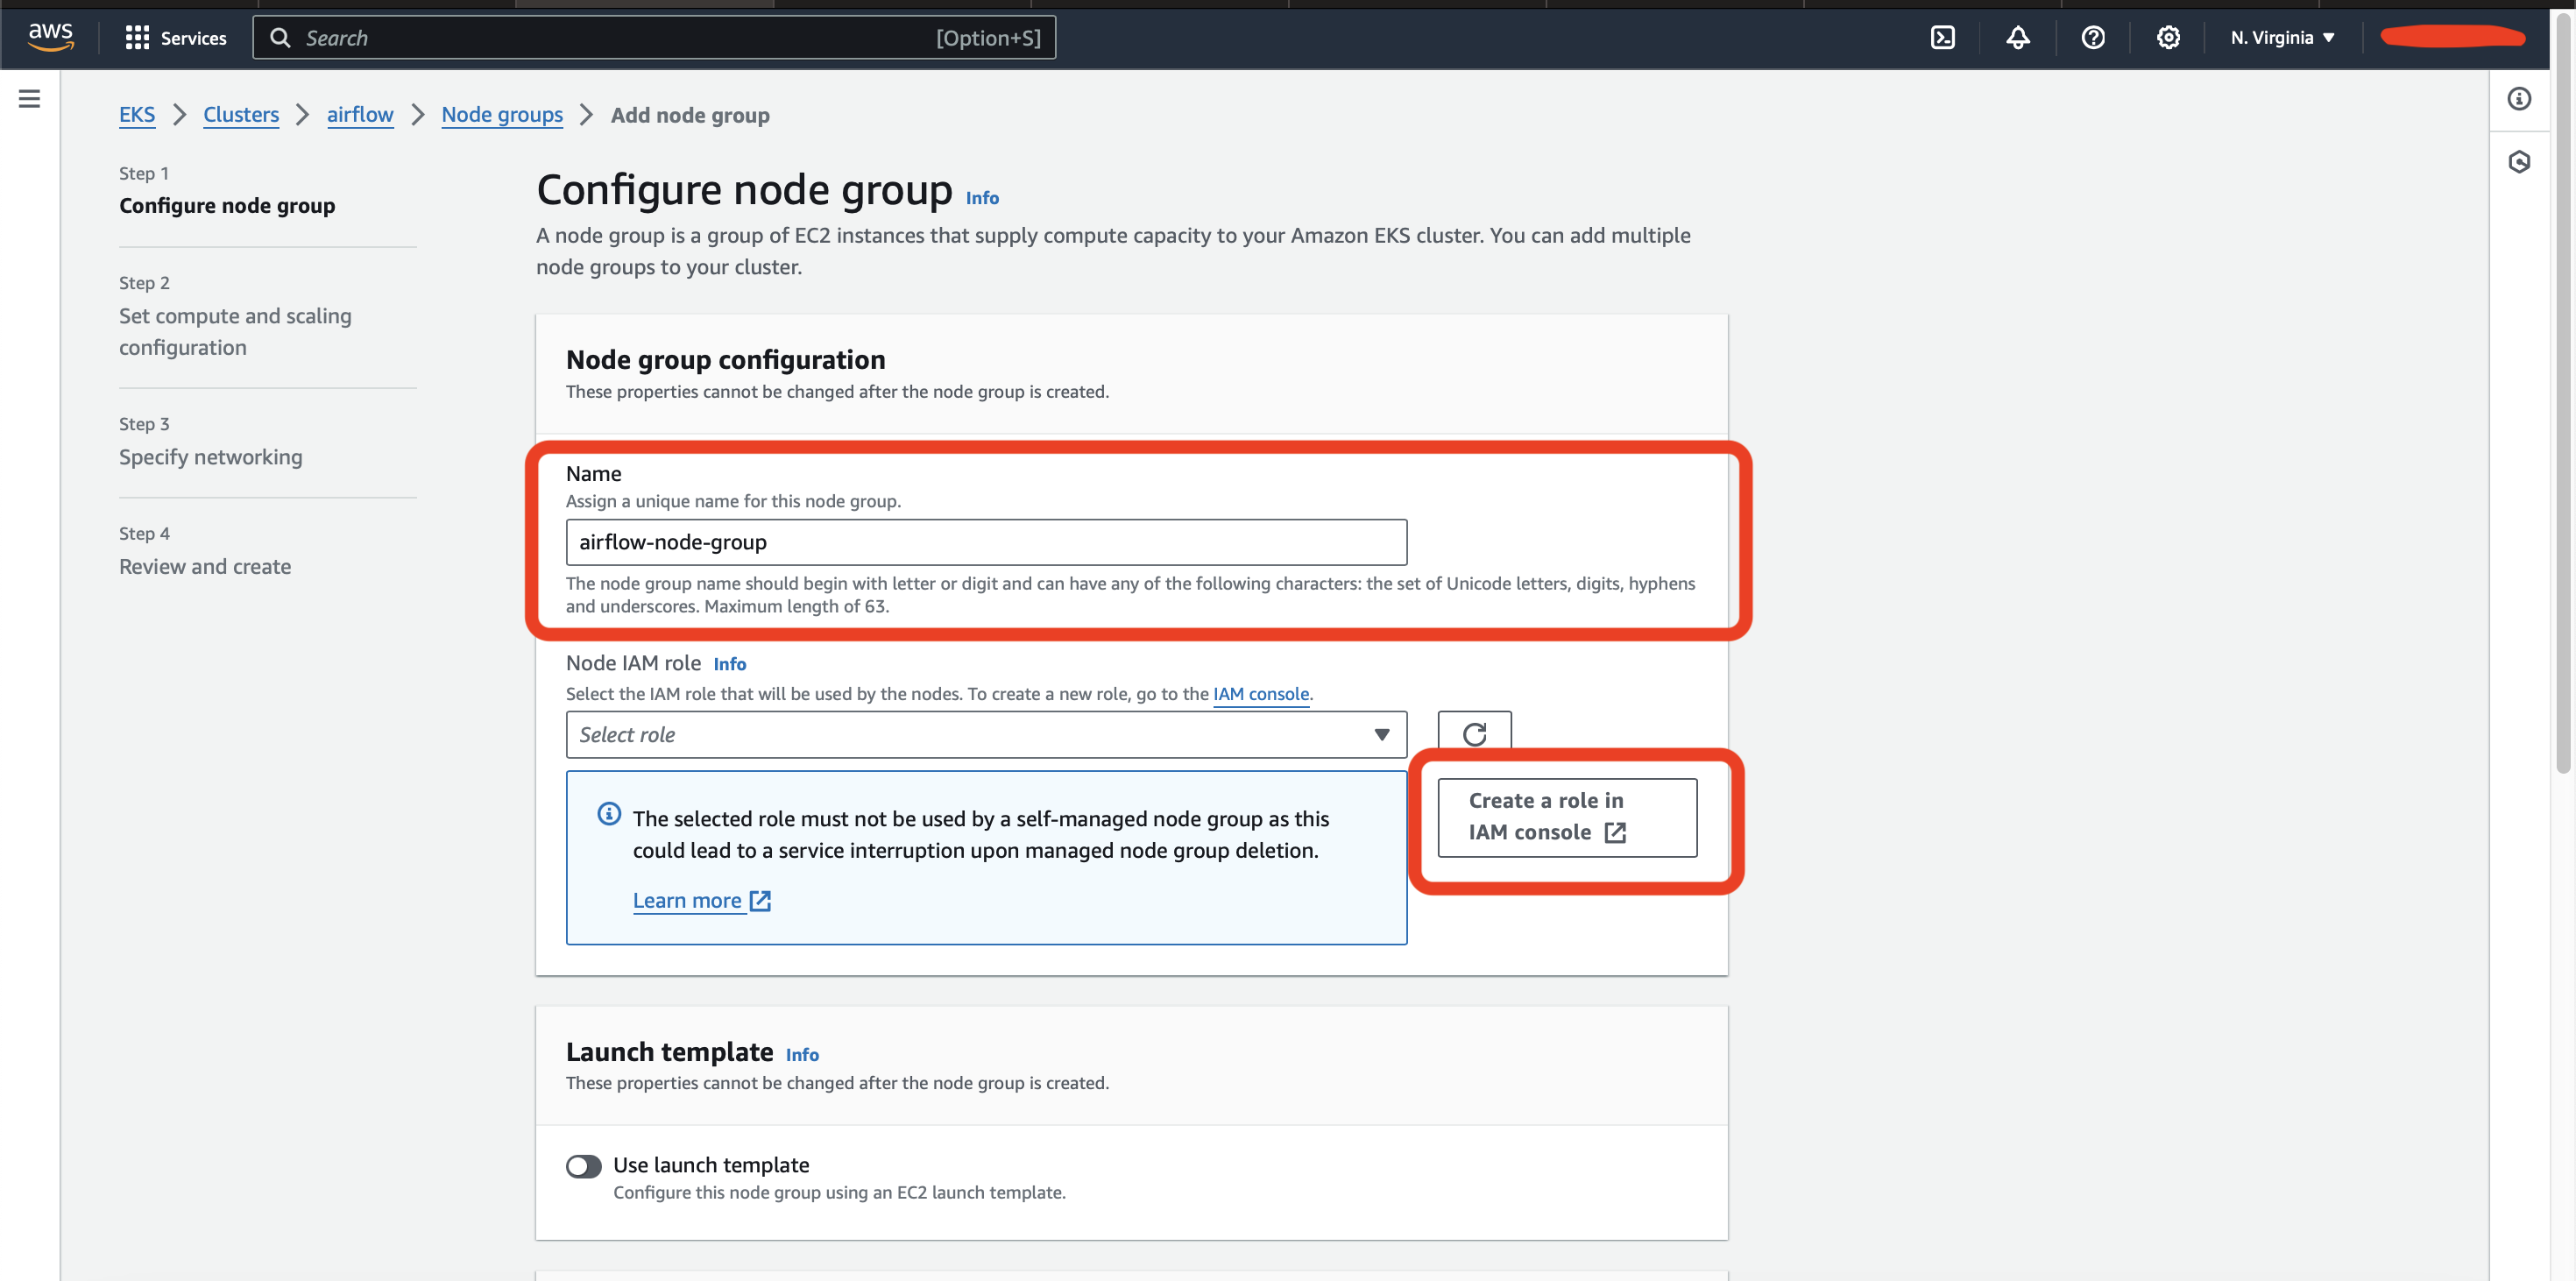 aws
Services
Search
[Option+S]
N. Virginia
EKS
Clusters
airflow
Node groups
Add node group
Step 1
Configure node group
Step 2
Set compute and scaling
configuration
Step 3
Specify networking
Step 4
Review and create
Configure node group Info
A node group is a group of EC2 instances that supply compute capacity to your Amazon EKS cluster. You can add multiple
node groups to your cluster.
Node group configuration
These properties cannot be changed after the node group is created.
Name
Assign a unique name for this node group.
airflow-node-group
The node group name should begin with letter or digit and can have any of the following characters: the set of Unicode letters, digits, hyphens
and underscores. Maximum length of 63.
Node IAM role Info
Select the IAM role that will be used by the nodes. To create a new role, go to the IAM console.
Select role
The selected role must not be used by a self-managed node group as this
could lead to a service interruption upon managed node group deletion.
Learn more
Create a role in
IAM console
Launch template Info
These properties cannot be changed after the node group is created.
Use launch template
Configure this node group using an EC2 launch template.